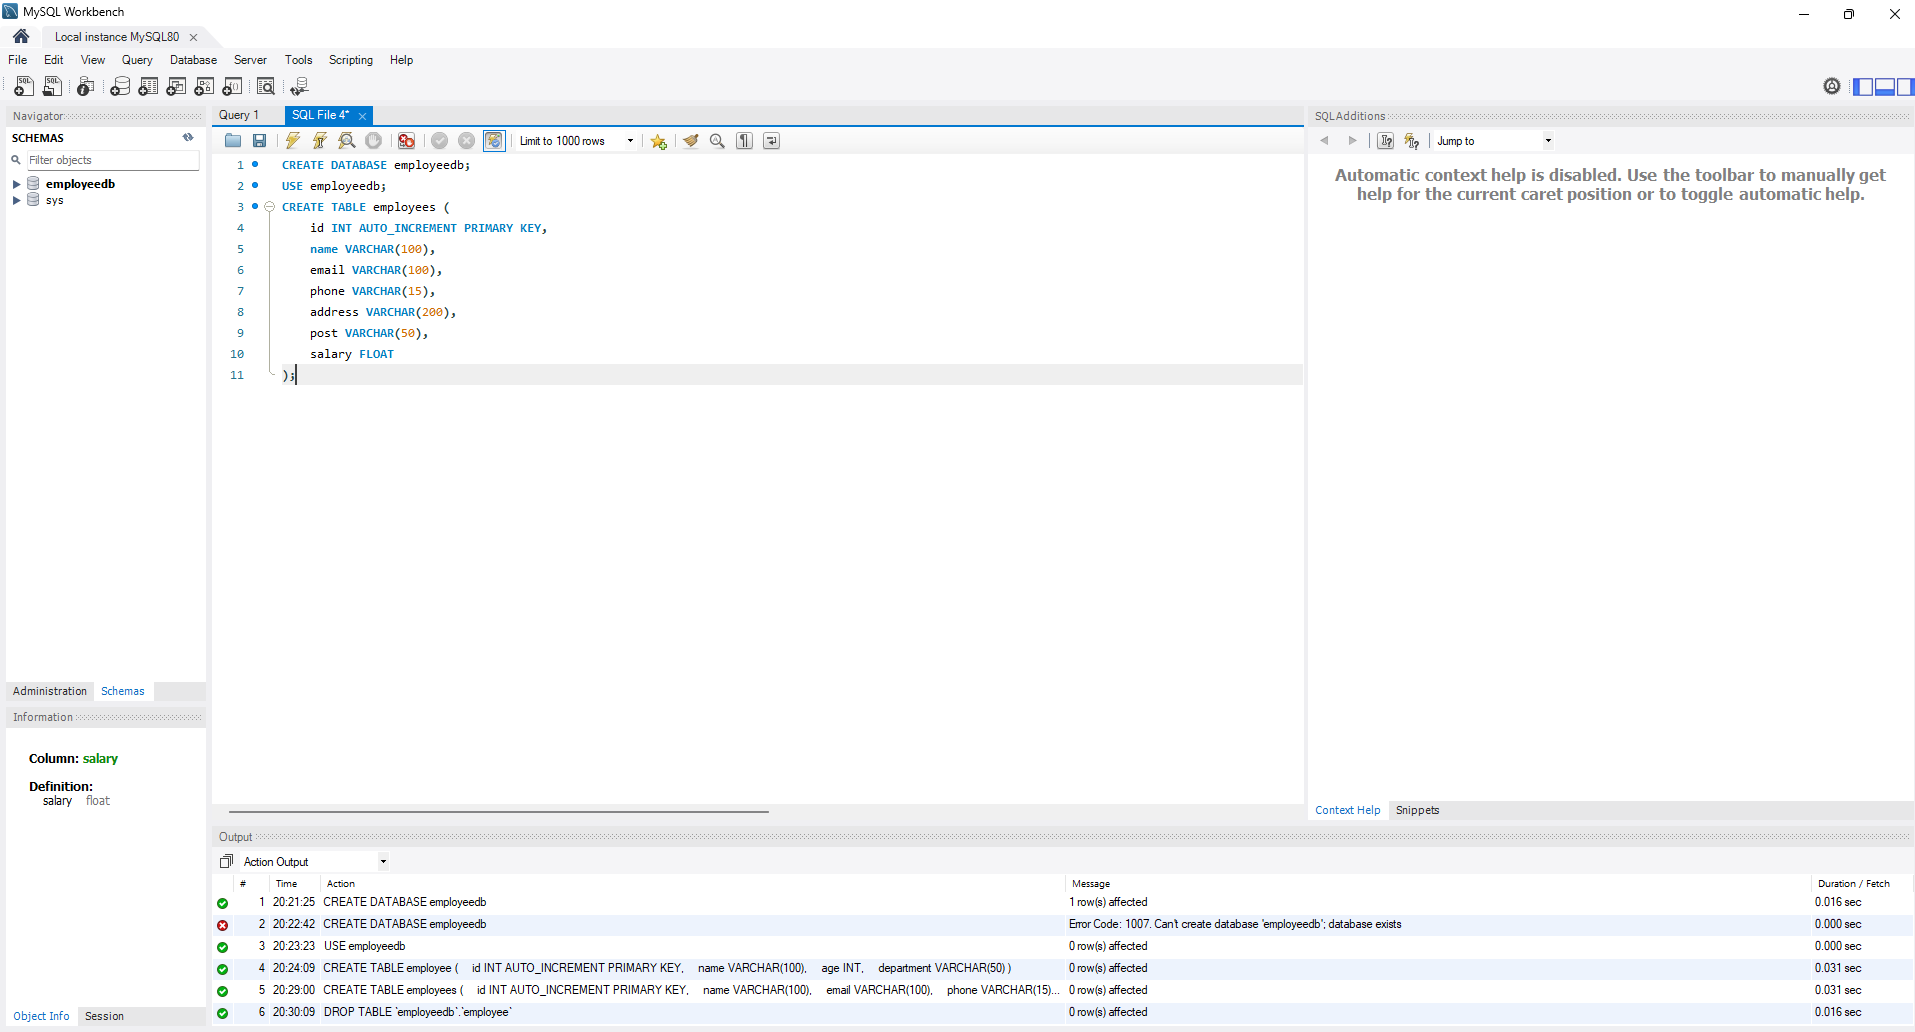 MySQL Workbench
Local instance MySQL80
File Edit View Query Database Server Tools Scripting Help
Navigator
SCHEMAS
Filter objects
employeedb
sys
Administration Schemas
Information
Column: salary
Definition:
salary float
Object Info Session
Query 1 SQL File 4*
Limit to 1000 rows
1 CREATE DATABASE employeedb;
2 USE employeedb;
3 CREATE TABLE employees (
4 id INT AUTO_INCREMENT PRIMARY KEY,
5 name VARCHAR(100),
6 email VARCHAR(100),
7 phone VARCHAR(15),
8 address VARCHAR(200),
9 post VARCHAR(50),
10 salary FLOAT
11 );
SQLAdditions
Jump to
Automatic context help is disabled. Use the toolbar to manually get
help for the current caret position or to toggle automatic help.
Context Help Snippets
Output
Action Output
# Time Action Message Duration / Fetch
1 20:21:25 CREATE DATABASE employeedb 1 row(s) affected 0.016 sec
2 20:22:42 CREATE DATABASE employeedb Error Code: 1007. Can't create database 'employeedb'; database exists 0.000 sec
3 20:23:23 USE employeedb 0 row(s) affected 0.000 sec
4 20:24:09 CREATE TABLE employee ( id INT AUTO_INCREMENT PRIMARY KEY, name VARCHAR(100), age INT, department VARCHAR(50) ) 0 row(s) affected 0.031 sec
5 20:29:00 CREATE TABLE employees ( id INT AUTO_INCREMENT PRIMARY KEY, name VARCHAR(100), email VARCHAR(100), phone VARCHAR(15)... 0 row(s) affected 0.031 sec
6 20:30:09 DROP TABLE `employeedb`.`employee` 0 row(s) affected 0.016 sec